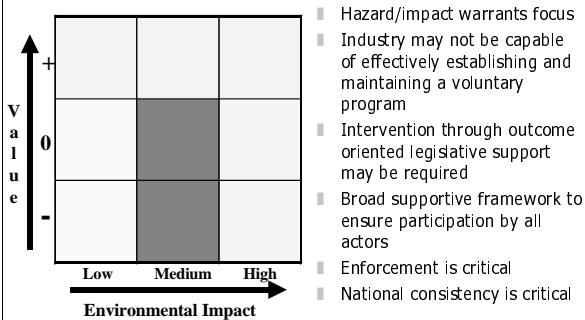 Value
+
0
-
Low Medium High
Environmental Impact
Hazard/impact warrants focus
Industry may not be capable
of effectively establishing and
maintaining a voluntary
program
Intervention through outcome
oriented legislative support
may be required
Broad supportive framework to
ensure participation by all
actors
Enforcement is critical
National consistency is critical